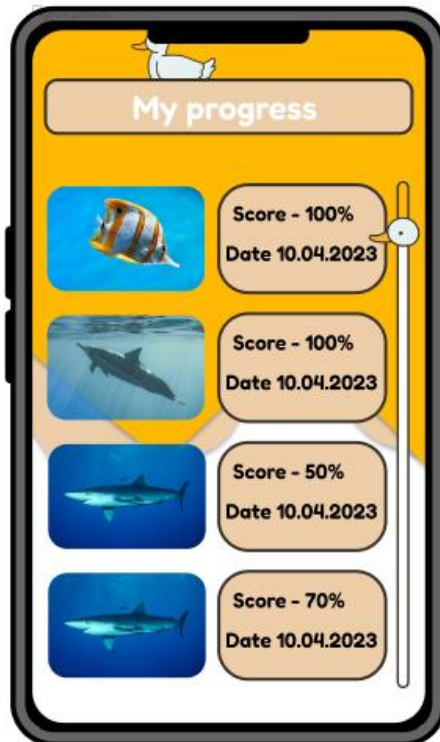 My progress
Score - 100%
Date 10.04.2023
Score - 100%
Date 10.04.2023
Score - 50%
Date 10.04.2023
Score - 70%
Date 10.04.2023